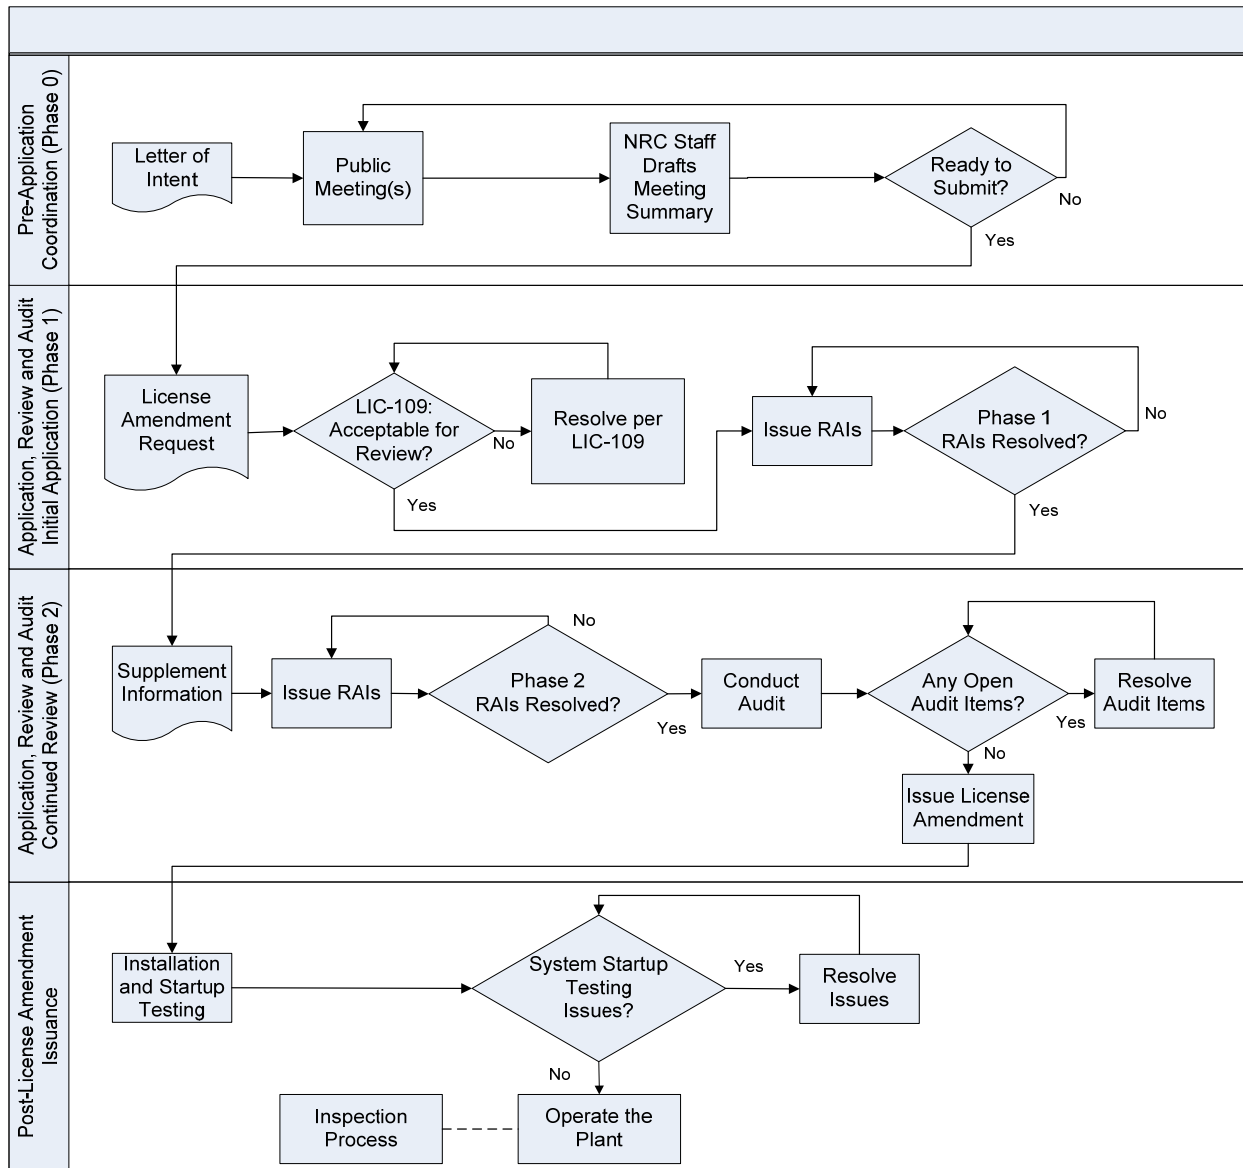 Pre-Application
Coordination (Phase 0)
Letter of
Intent
Public
Meeting(s)
NRC Staff
Drafts
Meeting
Summary
Ready to
Submit?
No
Yes
Application, Review and Audit
Initial Application (Phase 1)
License
Amendment
Request
LIC-109:
Acceptable for
Review?
No
Yes
Resolve per
LIC-109
Issue RAIs
Phase 1
RAIs Resolved?
No
Yes
Application, Review and Audit
Continued Review (Phase 2)
Supplement
Information
Issue RAIs
No
Phase 2
RAIs Resolved?
Yes
Conduct
Audit
Any Open
Audit Items?
Yes
No
Resolve
Audit Items
Issue License
Amendment
Post-License Amendment
Issuance
Installation
and Startup
Testing
System Startup
Testing
Issues?
Yes
No
Resolve
Issues
Inspection
Process
Operate the
Plant